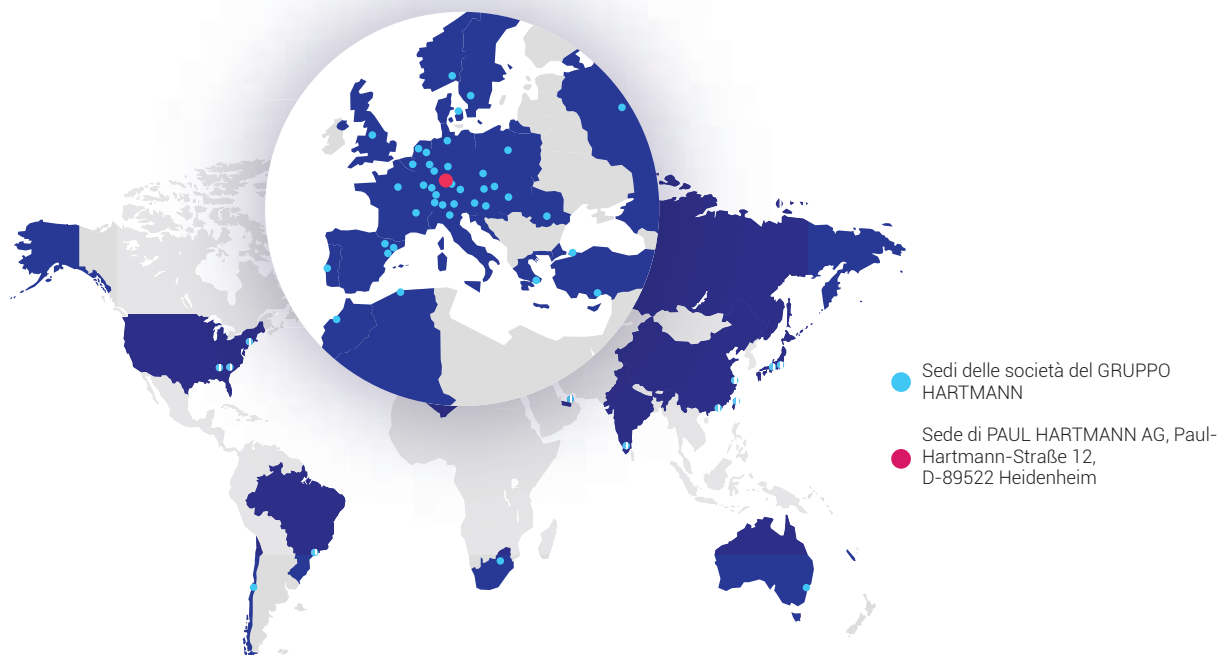 Sedi delle società del GRUPPO
HARTMANN
Sede di PAUL HARTMANN AG, Paul-
Hartmann-Straße 12,
D-89522 Heidenheim